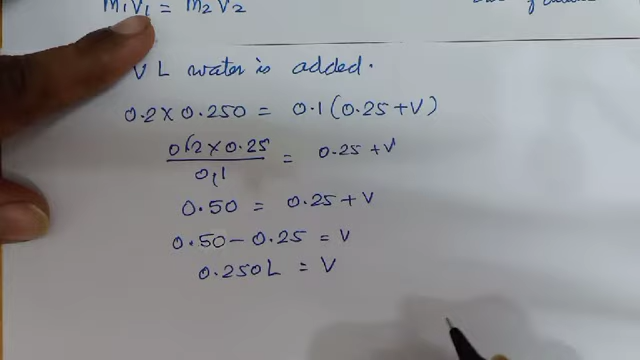 M₁V₁ = M₂V₂
V L water is added.
0.2 × 0.250 = 0.1 (0.25 + V)
0.2 × 0.25 / 0.1 = 0.25 + V
0.50 = 0.25 + V
0.50 - 0.25 = V
0.250 L = V